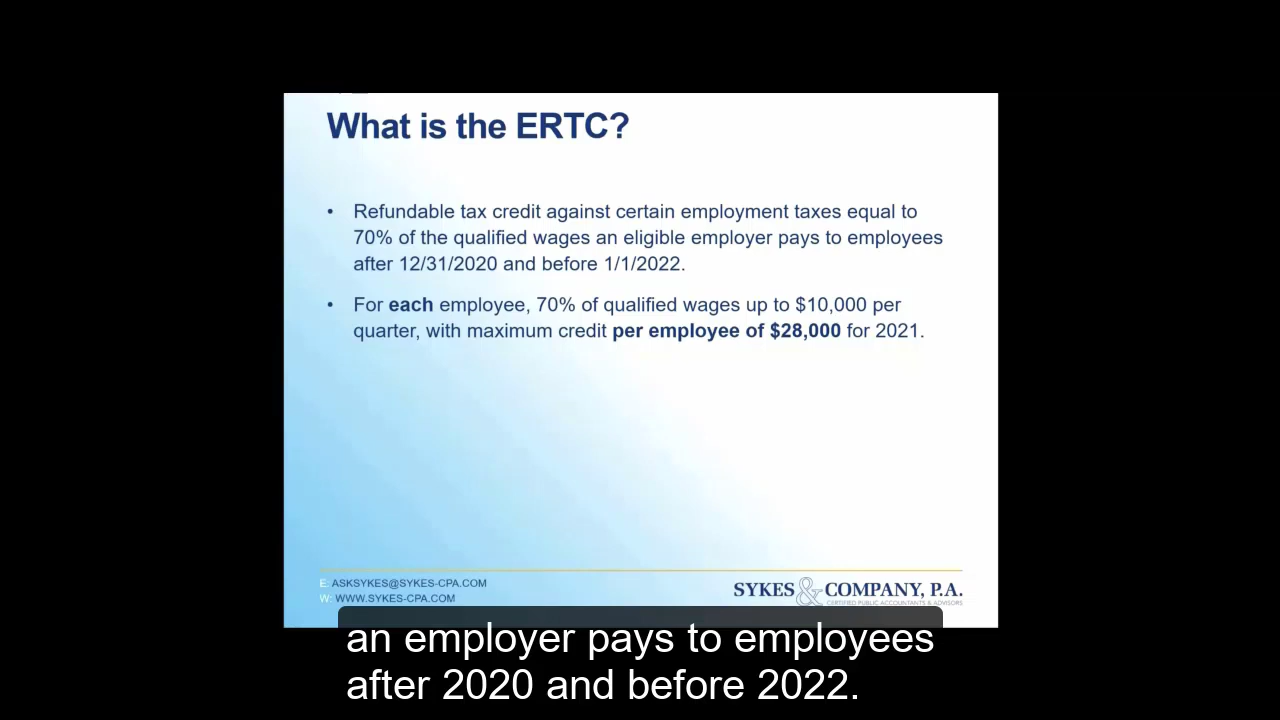 What is the ERTC?
• Refundable tax credit against certain employment taxes equal to
70% of the qualified wages an eligible employer pays to employees
after 12/31/2020 and before 1/1/2022.
• For each employee, 70% of qualified wages up to $10,000 per
quarter, with maximum credit per employee of $28,000 for 2021.
E: ASKSYKES@SYKES-CPA.COM
W: WWW.SYKES-CPA.COM
SYKES & COMPANY, P.A.
CERTIFIED PUBLIC ACCOUNTANTS & ADVISORS
an employer pays to employees
after 2020 and before 2022.